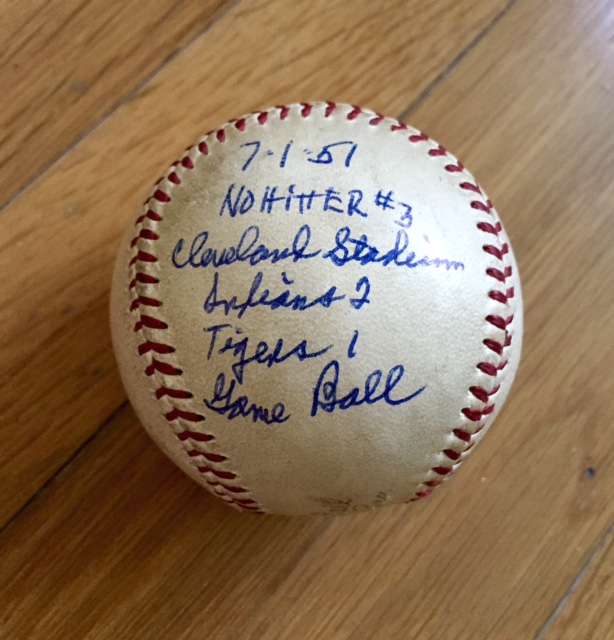 7-1-51
NOHITTER #3
Cleveland Stadium
Indians 2
Tigers 1
Game Ball